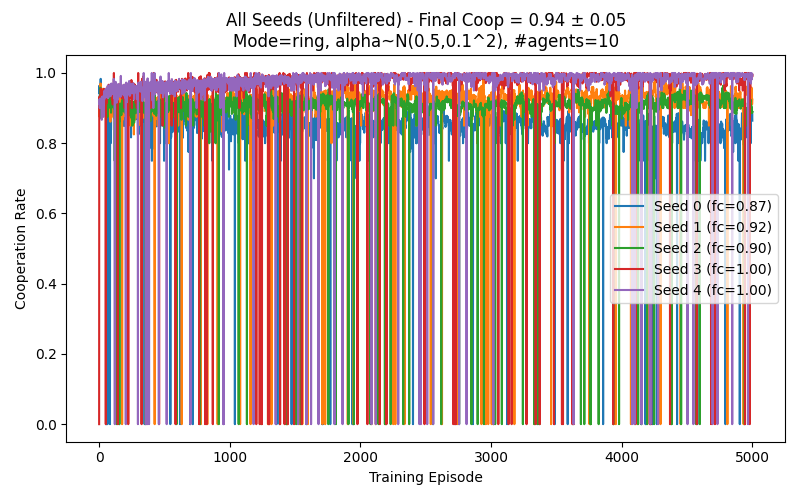 All Seeds (Unfiltered) - Final Coop = 0.94 ± 0.05
Mode=ring, alpha~N(0.5,0.1^2), #agents=10
Cooperation Rate
1.0
0.8
0.6
0.4
0.2
0.0
Seed 0 (fc=0.87)
Seed 1 (fc=0.92)
Seed 2 (fc=0.90)
Seed 3 (fc=1.00)
Seed 4 (fc=1.00)
0
1000
2000
3000
4000
5000
Training Episode